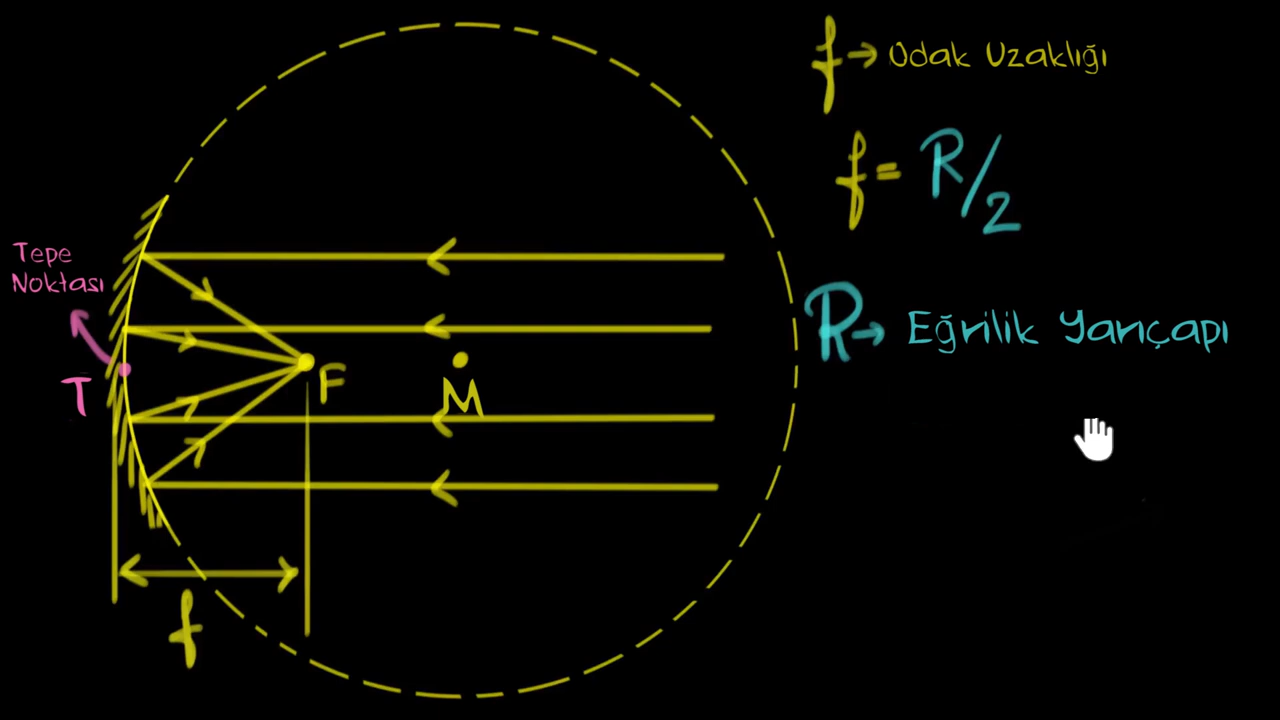 f → Odak Uzaklığı
f = R/2
Tepe
Noktası
R → Eğrilik Yarıçapı
T
F
M
f